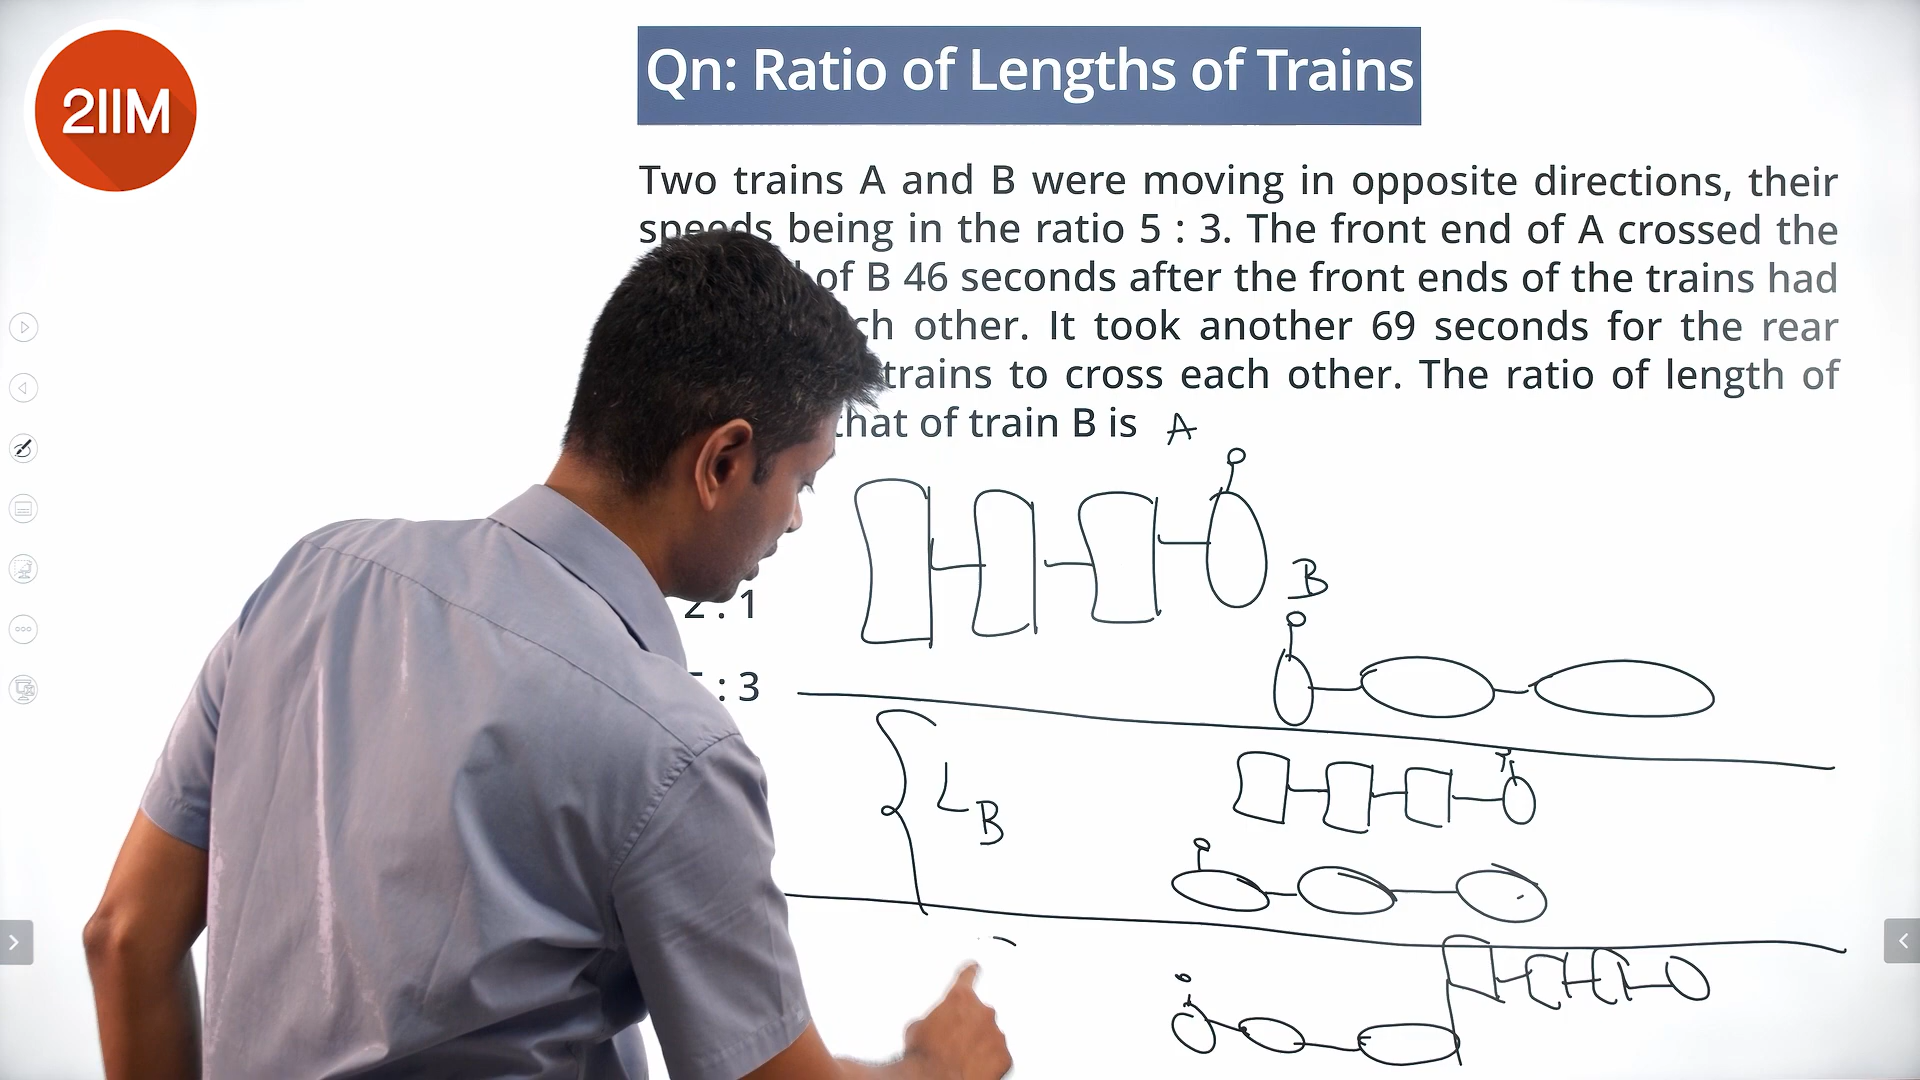 2IIM
Qn: Ratio of Lengths of Trains
Two trains A and B were moving in opposite directions, their
speeds being in the ratio 5 : 3. The front end of A crossed the
of B 46 seconds after the front ends of the trains had
other. It took another 69 seconds for the rear
trains to cross each other. The ratio of length of
that of train B is A
B
2 : 1
: 3
L B